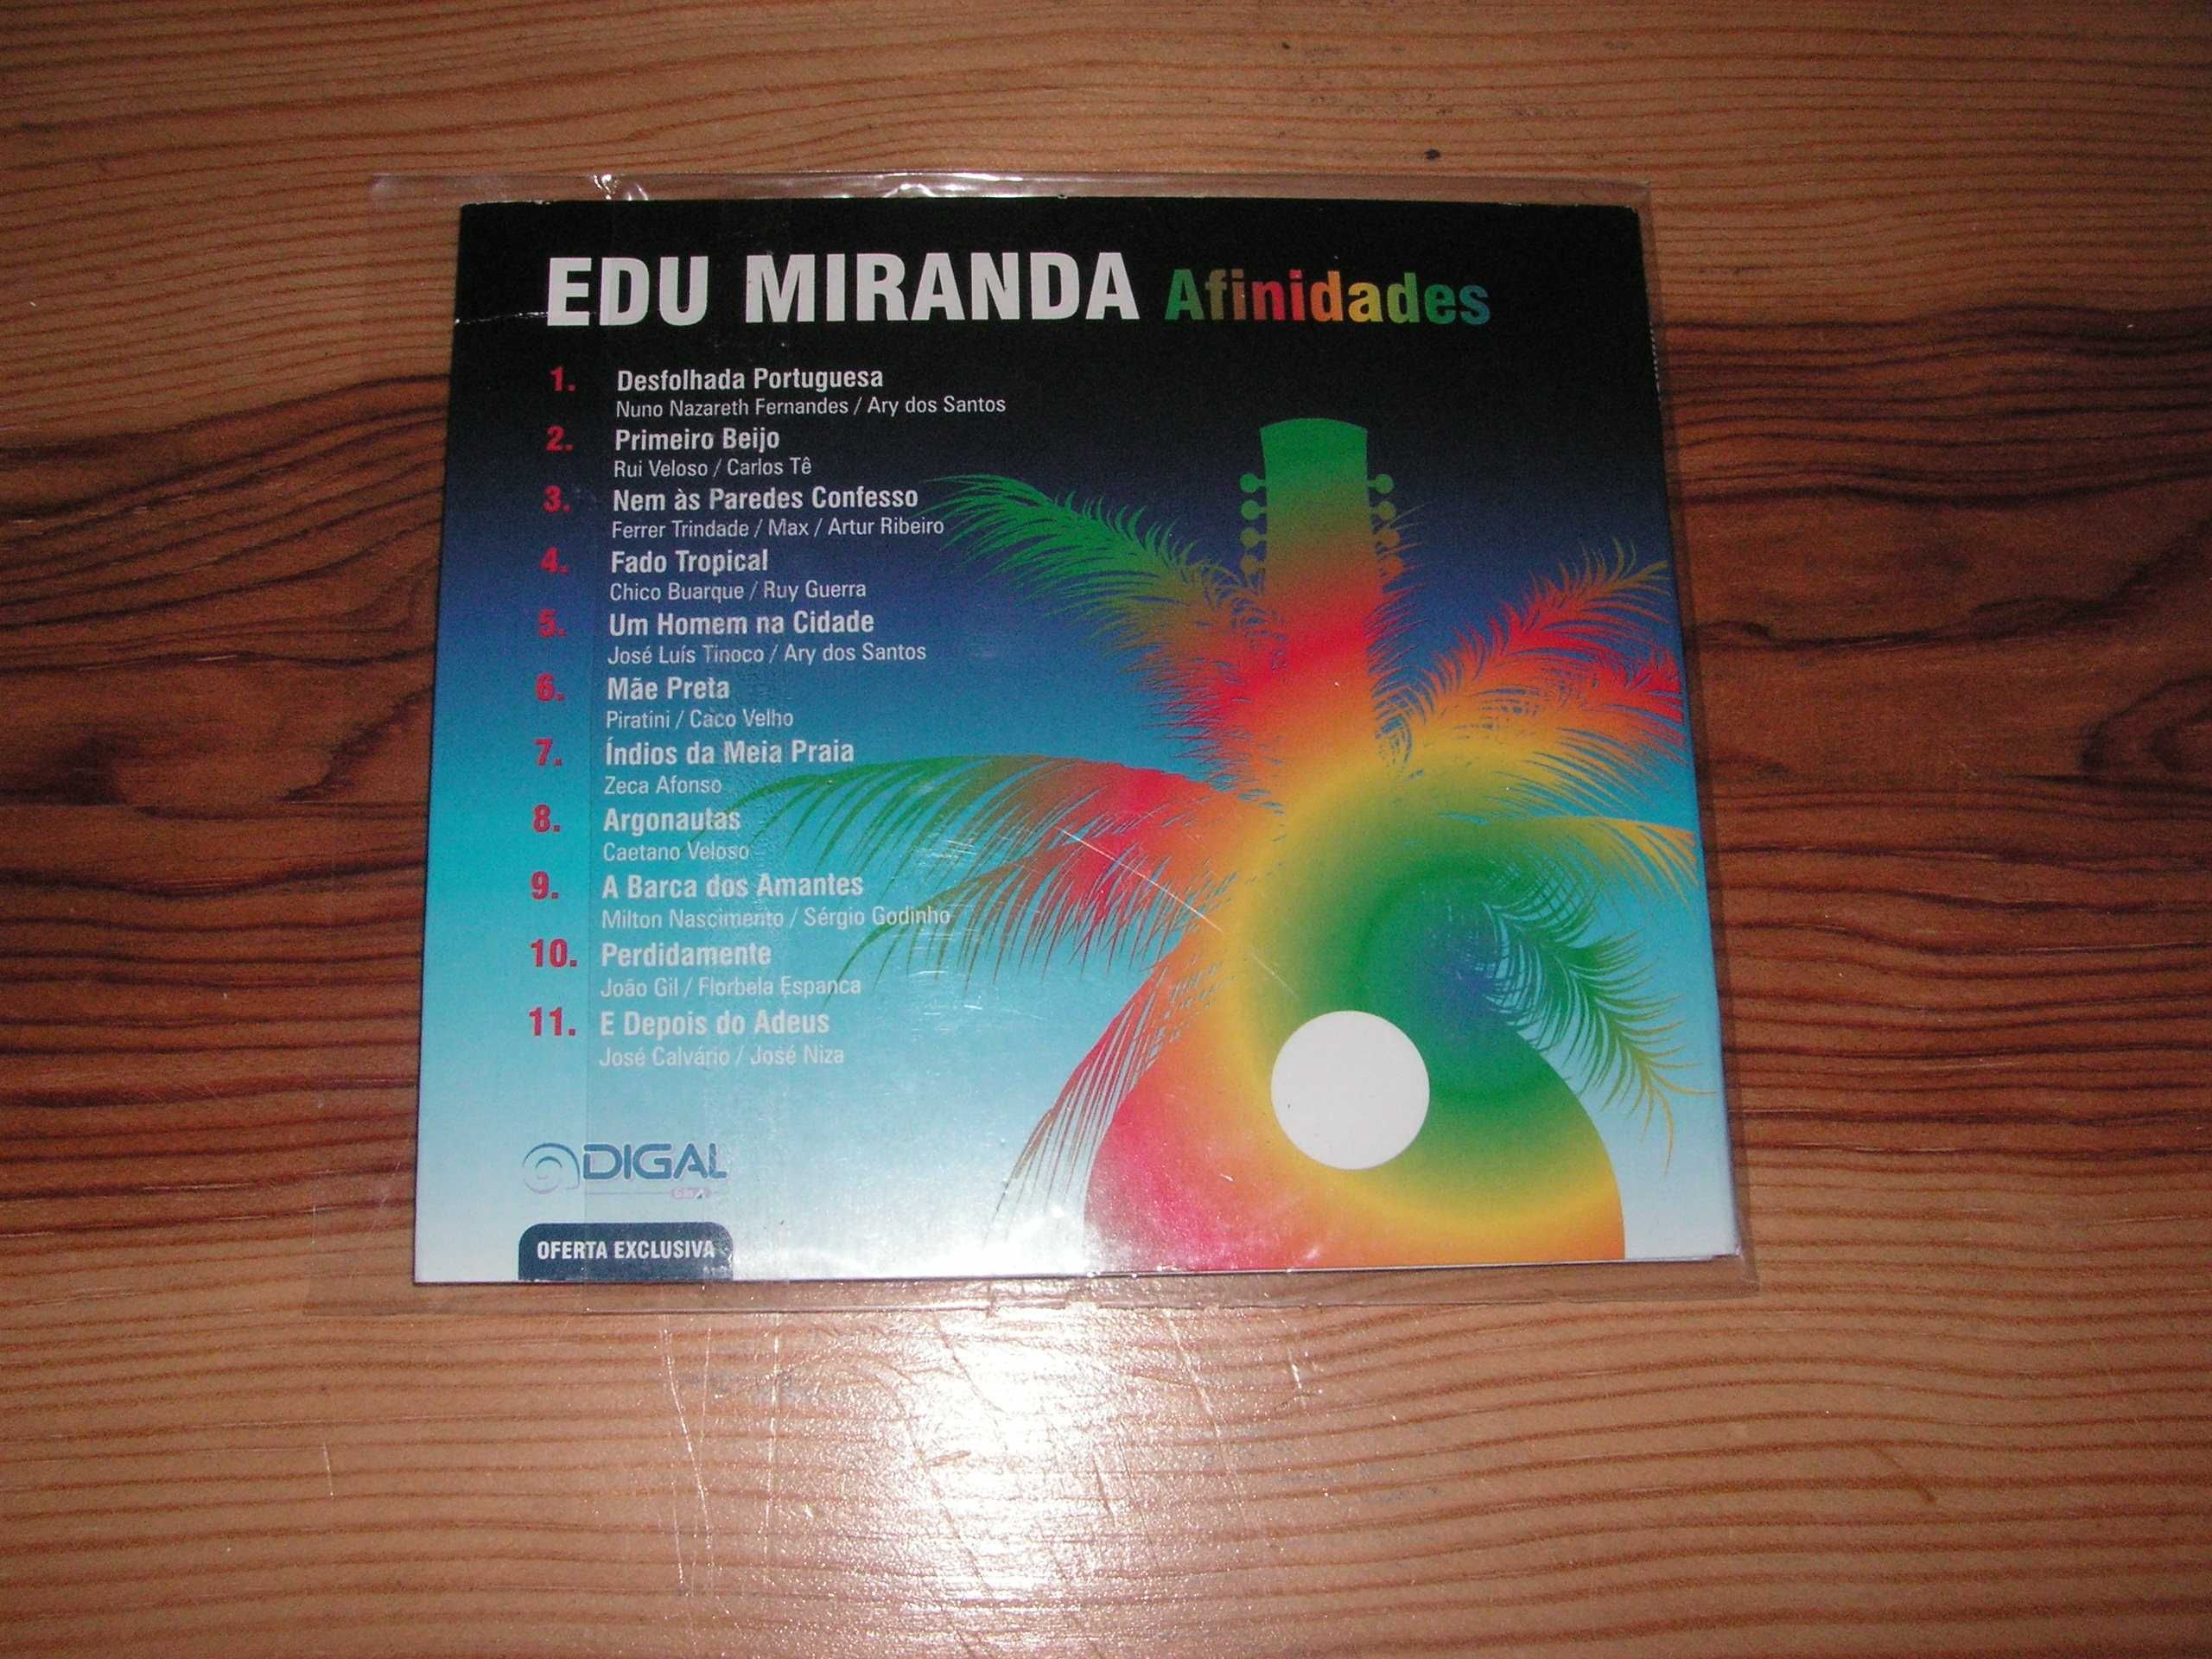 EDU MIRANDA Afinidades
1. Desfolhada Portuguesa
Nuno Nazareth Fernandes / Ary dos Santos
2. Primeiro Beijo
Rui Veloso / Carlos Tê
3. Nem às Paredes Confesso
Ferrer Trindade / Max / Artur Ribeiro
4. Fado Tropical
Chico Buarque / Ruy Guerra
5. Um Homem na Cidade
José Luís Tinoco / Ary dos Santos
6. Mãe Preta
Piratini / Caco Velho
7. Índios da Meia Praia
Zeca Afonso
8. Argonautas
Caetano Veloso
9. A Barca dos Amantes
Milton Nascimento / Sérgio Godinho
10. Perdidamente
João Gil / Florbela Espanca
11. E Depois do Adeus
José Calvário / José Niza
DIGAL
OFERTA EXCLUSIVA